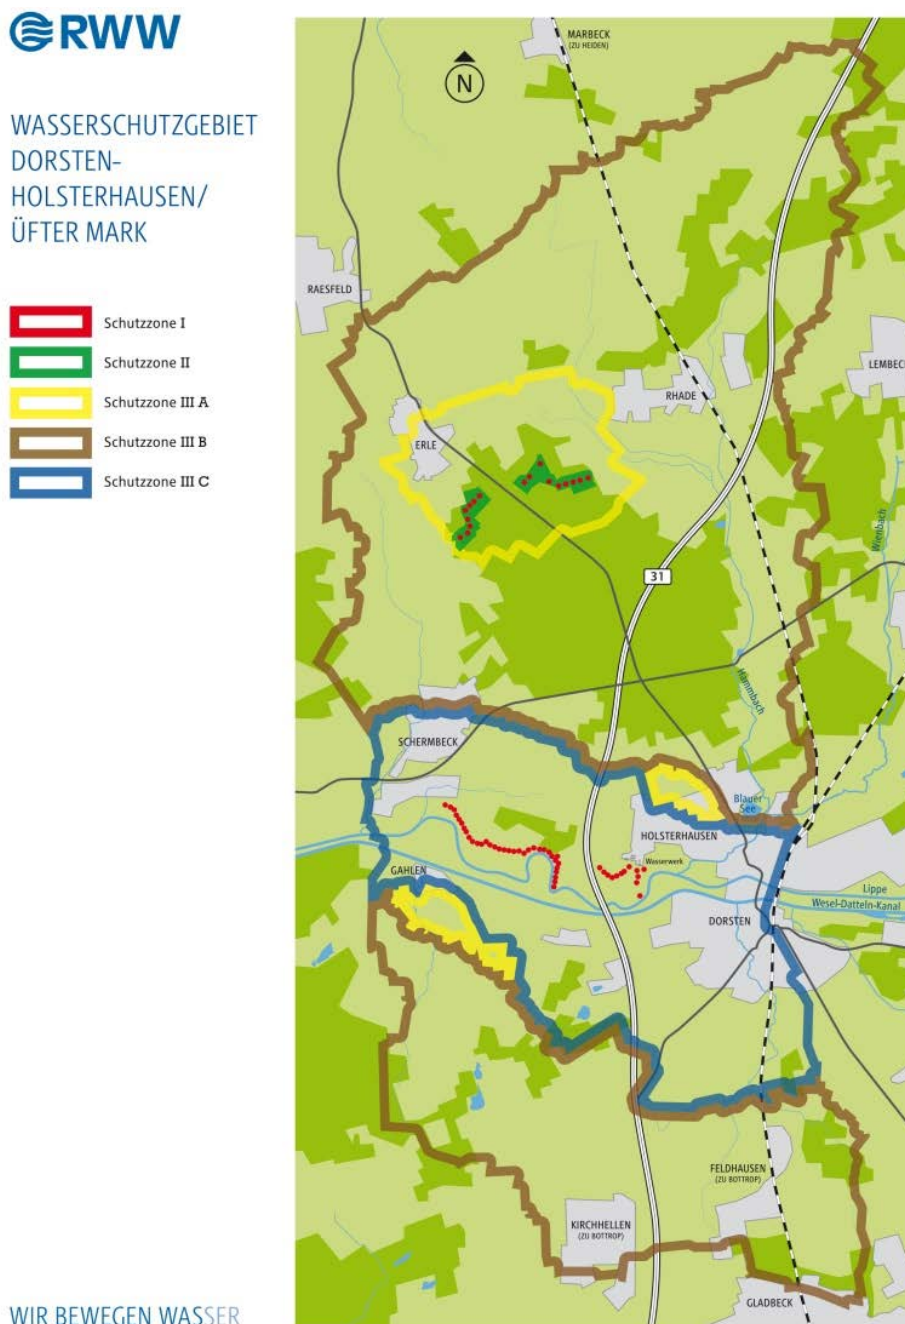 RWW
WASSERSCHUTZGEBIET
DORSTEN-
HOLSTERHAUSEN/
ÜFTER MARK
Schutzzone I
Schutzzone II
Schutzzone III A
Schutzzone III B
Schutzzone III C
WIR BEWEGEN WASSER
MARBECK
(ZU HEIDEN)
N
RAESFELD
LEMBECK
RHADE
ERLE
Wienbach
31
Hammbach
SCHERMBECK
Blauer
See
HOLSTERHAUSEN
Wasserwerk
GAHLEN
Lippe
Wesel-Datteln-Kanal
DORSTEN
FELDHAUSEN
(ZU BOTTROP)
KIRCHHELLEN
(ZU BOTTROP)
GLADBECK